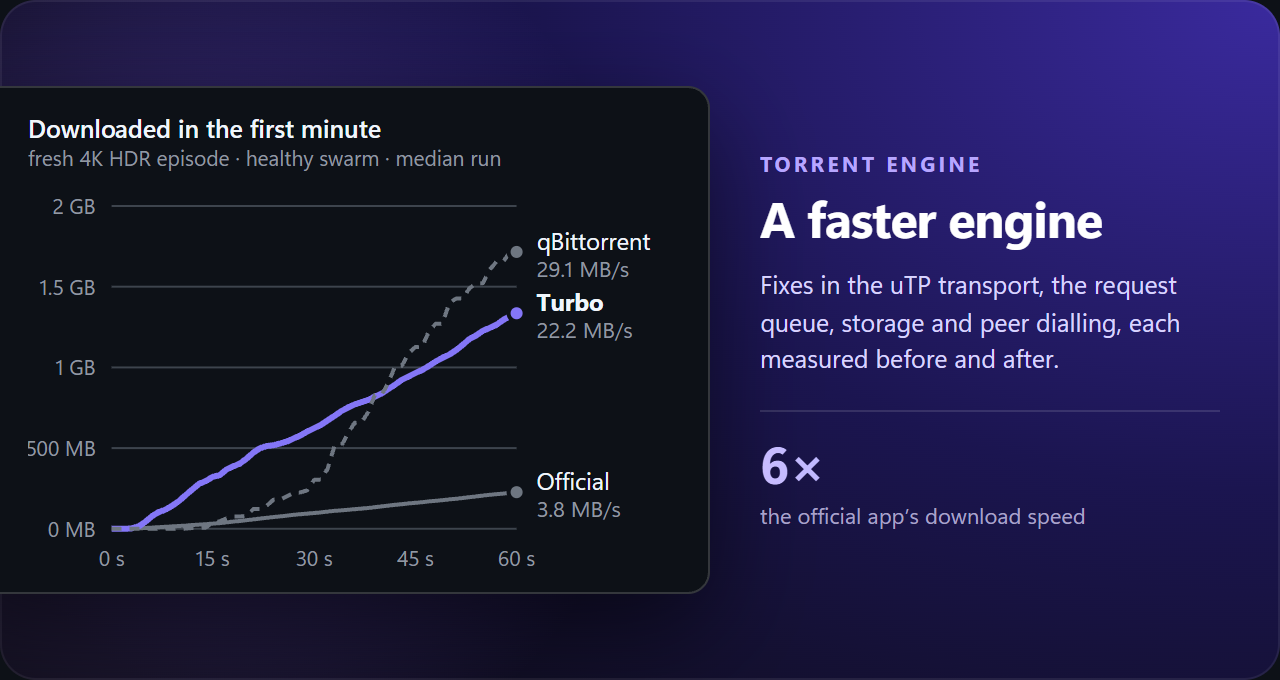 Downloaded in the first minute
fresh 4K HDR episode · healthy swarm · median run
2 GB
1.5 GB
1 GB
500 MB
0 MB
0 s
15 s
30 s
45 s
60 s
qBittorrent
29.1 MB/s
Turbo
22.2 MB/s
Official
3.8 MB/s
TORRENT ENGINE
A faster engine
Fixes in the uTP transport, the request
queue, storage and peer dialling, each
measured before and after.
6×
the official app’s download speed